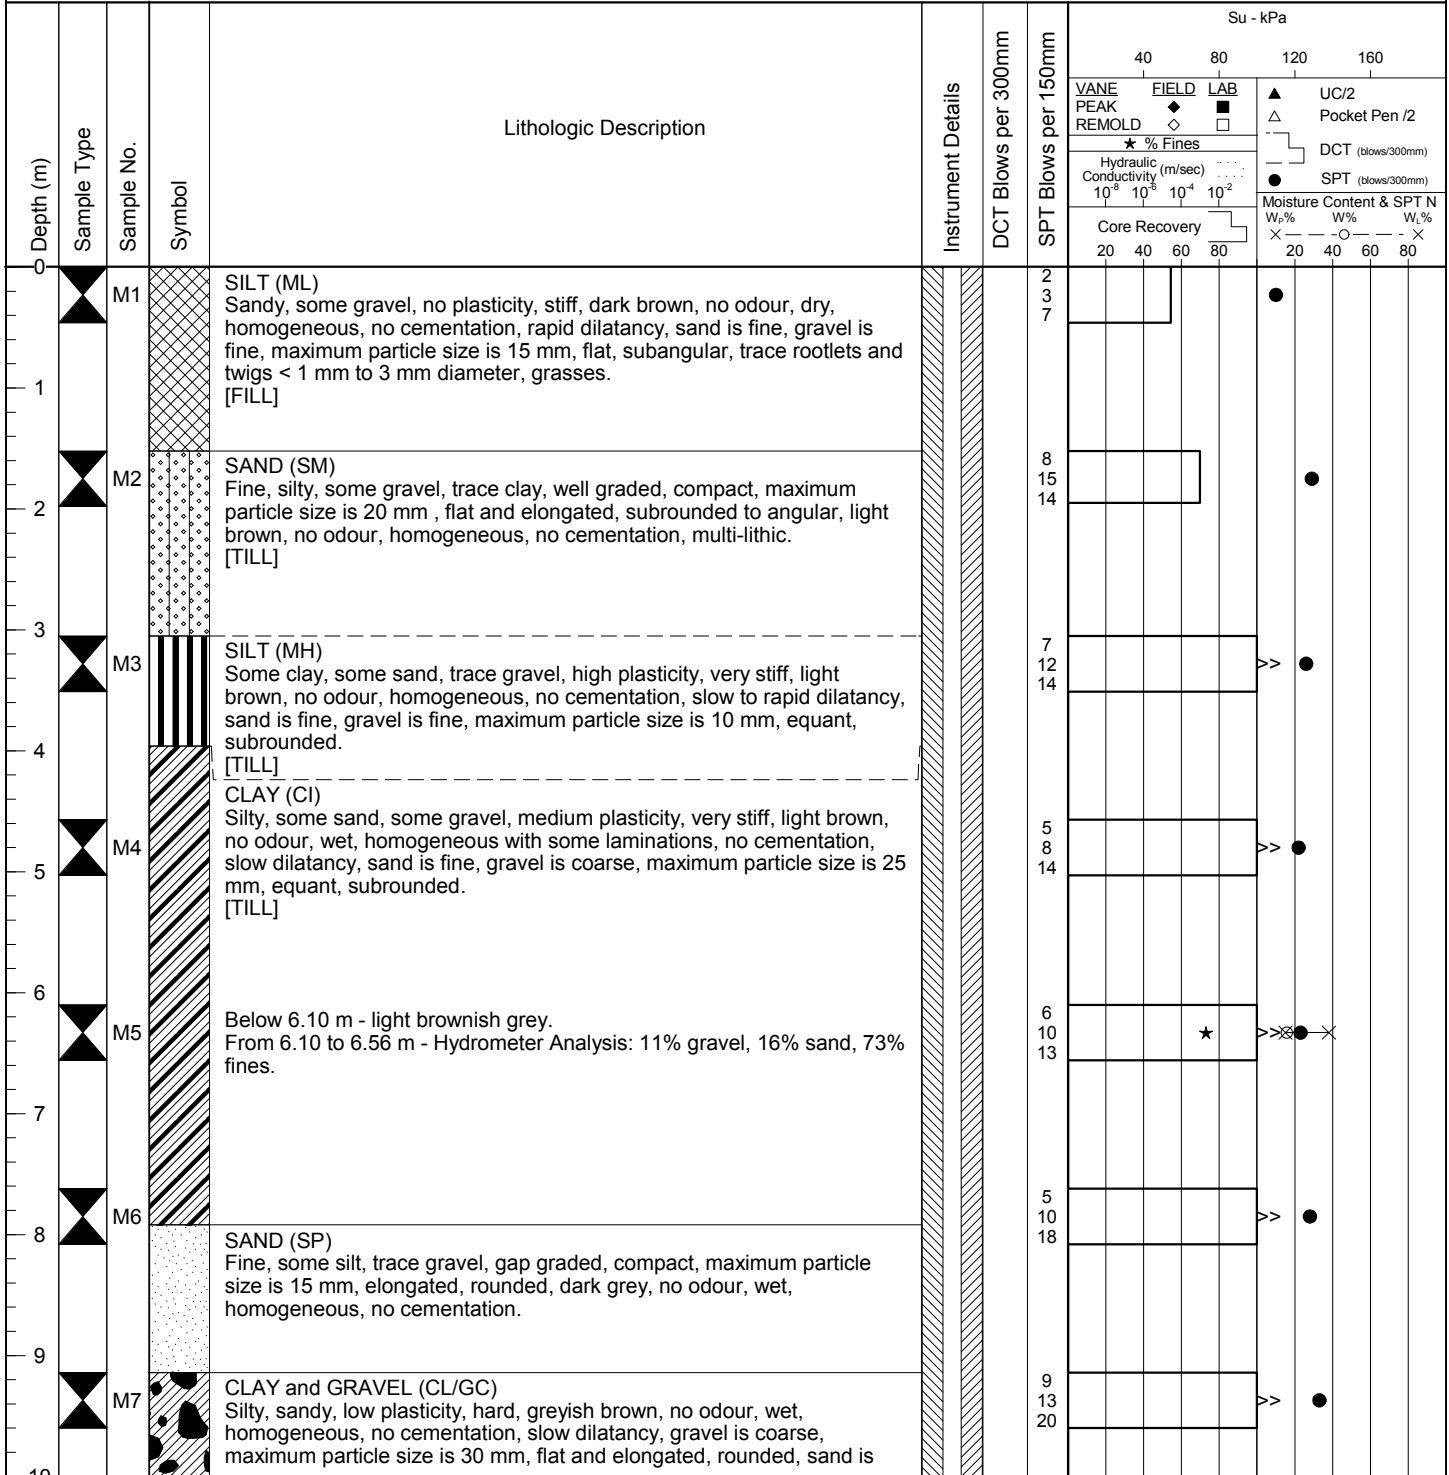 Su - kPa
40 80 120 160
Depth (m)
Sample Type
Sample No.
Symbol
Lithologic Description
Instrument Details
DCT Blows per 300mm
SPT Blows per 150mm
VANE FIELD LAB
PEAK ◆ ■
REMOLD ◇ □
★ % Fines
Hydraulic Conductivity (m/sec)
10⁻⁸ 10⁻⁶ 10⁻⁴ 10⁻²
Core Recovery
20 40 60 80
▲ UC/2
△ Pocket Pen /2
DCT (blows/300mm)
● SPT (blows/300mm)
Moisture Content & SPT N
Wₚ% W% W_L%
20 40 60 80
0
M1
SILT (ML)
Sandy, some gravel, no plasticity, stiff, dark brown, no odour, dry,
homogeneous, no cementation, rapid dilatancy, sand is fine, gravel is
fine, maximum particle size is 15 mm, flat, subangular, trace rootlets and
twigs < 1 mm to 3 mm diameter, grasses.
[FILL]
2
3
7
1
M2
SAND (SM)
Fine, silty, some gravel, trace clay, well graded, compact, maximum
particle size is 20 mm , flat and elongated, subrounded to angular, light
brown, no odour, homogeneous, no cementation, multi-lithic.
[TILL]
8
15
14
2
3
M3
SILT (MH)
Some clay, some sand, trace gravel, high plasticity, very stiff, light
brown, no odour, homogeneous, no cementation, slow to rapid dilatancy,
sand is fine, gravel is fine, maximum particle size is 10 mm, equant,
subrounded.
[TILL]
7
12
14
>>
4
CLAY (CI)
Silty, some sand, some gravel, medium plasticity, very stiff, light brown,
no odour, wet, homogeneous with some laminations, no cementation,
slow dilatancy, sand is fine, gravel is coarse, maximum particle size is 25
mm, equant, subrounded.
[TILL]
M4
5
8
14
>>
5
6
M5
Below 6.10 m - light brownish grey.
From 6.10 to 6.56 m - Hydrometer Analysis: 11% gravel, 16% sand, 73%
fines.
6
10
13
>>
7
M6
5
10
18
>>
8
SAND (SP)
Fine, some silt, trace gravel, gap graded, compact, maximum particle
size is 15 mm, elongated, rounded, dark grey, no odour, wet,
homogeneous, no cementation.
9
M7
CLAY and GRAVEL (CL/GC)
Silty, sandy, low plasticity, hard, greyish brown, no odour, wet,
homogeneous, no cementation, slow dilatancy, gravel is coarse,
maximum particle size is 30 mm, flat and elongated, rounded, sand is
9
13
20
>>
10